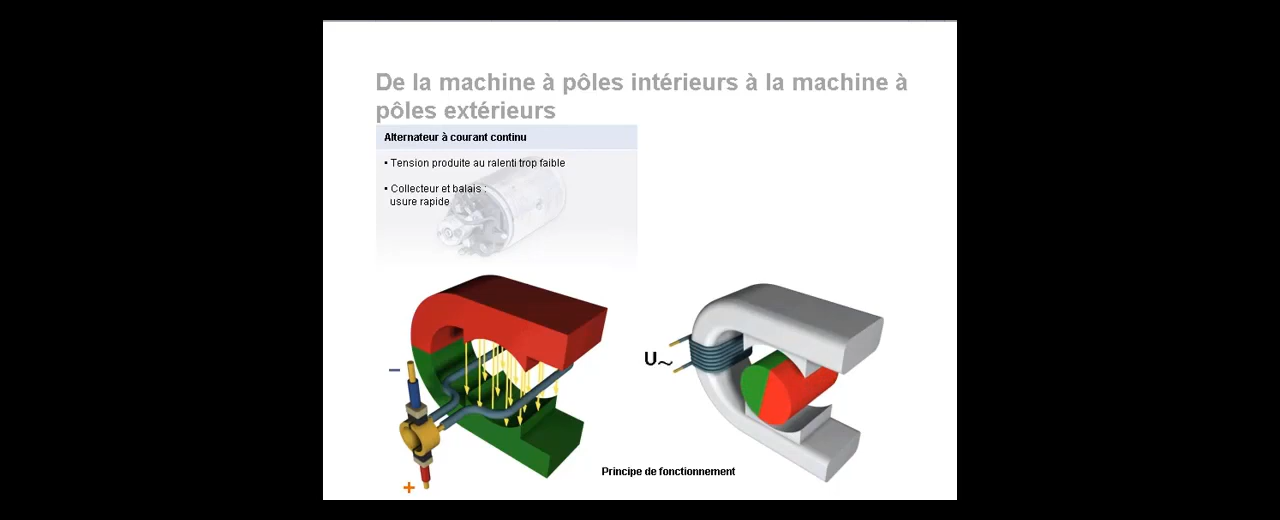 De la machine à pôles intérieurs à la machine à
pôles extérieurs
Alternateur à courant continu
▪ Tension produite au ralenti trop faible
▪ Collecteur et balais :
usure rapide
−
+
U~
Principe de fonctionnement